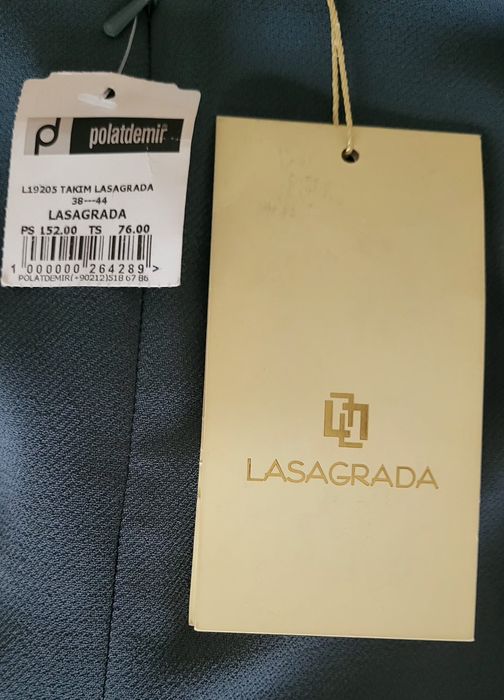 polatdemir
L19205 TAKIM LASAGRADA
38---44
LASAGRADA
PS 152.00 TS 76.00
1 000000 264289 >
POLATDEMIR(+90212)518 67 86
LASAGRADA